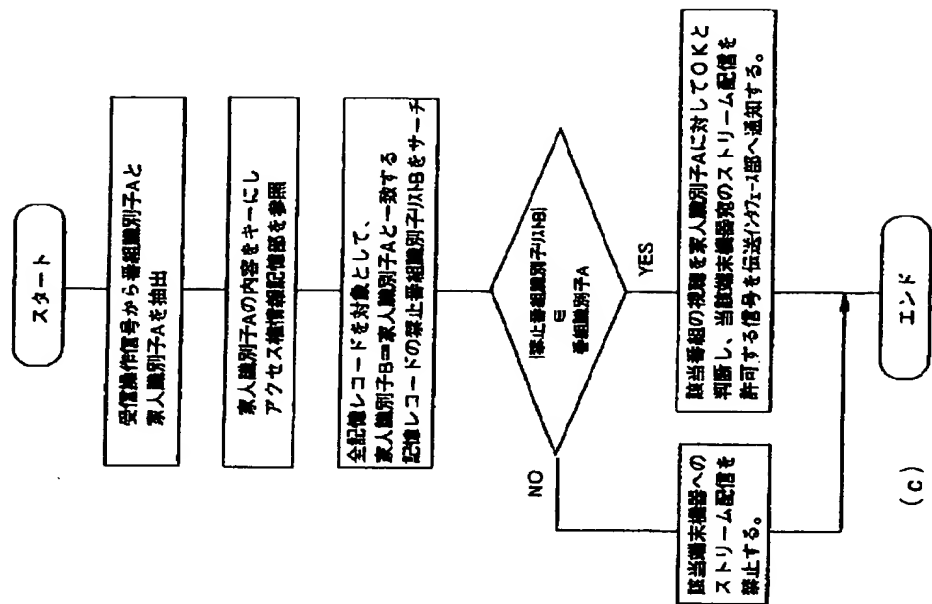 スタート
受信操作信号から番組識別子Aと
家人識別子Aを抽出
家人識別子Aの内容をキーにし
アクセス権情報記憶部を参照
全記憶レコードを対象として、
家人識別子B＝家人識別子Aと一致する
記憶レコードの禁止番組識別子リストBをサーチ
{禁止番組識別子リストB}
∋
番組識別子A
NO
YES
該当端末機器への
ストリーム配信を
禁止する。
該当番組の視聴を家人識別子Aに対してOKと
判断し、当該端末機器宛のストリーム配信を
許可する信号を伝送インタフェース部へ通知する。
エンド
(c)